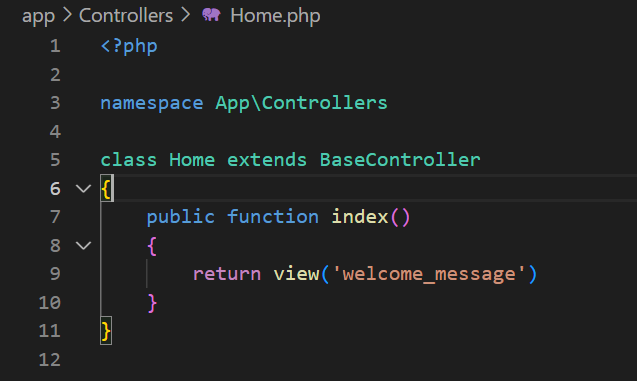 app > Controllers > Home.php
1 <?php
2
3 namespace App\Controllers
4
5 class Home extends BaseController
6 {
7     public function index()
8     {
9         return view('welcome_message')
10     }
11 }
12